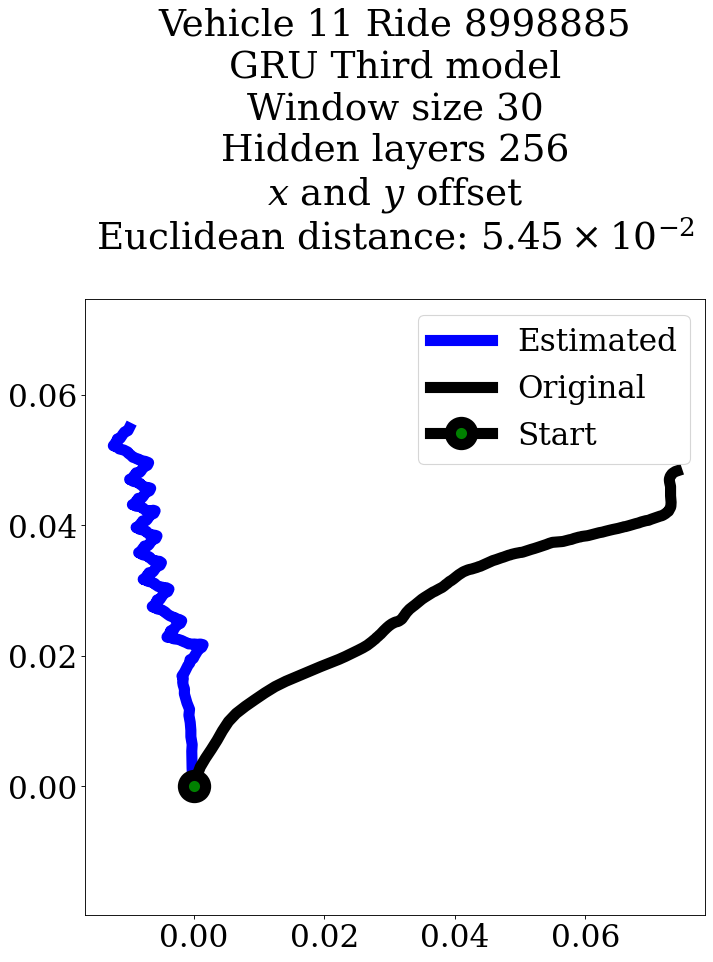 Vehicle 11 Ride 8998885
GRU Third model
Window size 30
Hidden layers 256
x and y offset
Euclidean distance: 5.45 × 10⁻²
Estimated
Original
Start
0.06
0.04
0.02
0.00
0.00 0.02 0.04 0.06